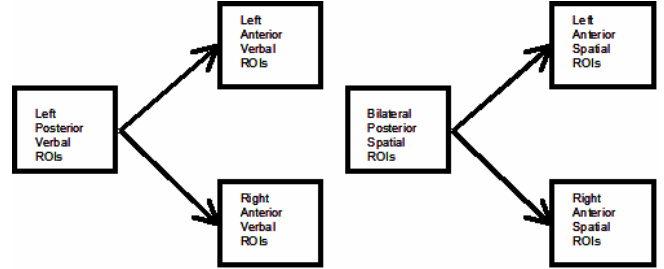 Left
Anterior
Verbal
ROIs
Left
Anterior
Spatial
ROIs
Left
Posterior
Verbal
ROIs
Bilateral
Posterior
Spatial
ROIs
Right
Anterior
Verbal
ROIs
Right
Anterior
Spatial
ROIs